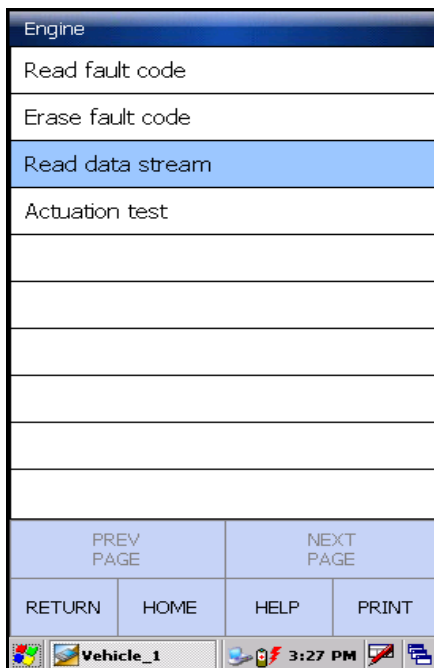 Engine
Read fault code
Erase fault code
Read data stream
Actuation test
PREV
PAGE
NEXT
PAGE
RETURN
HOME
HELP
PRINT
Vehicle_1
3:27 PM